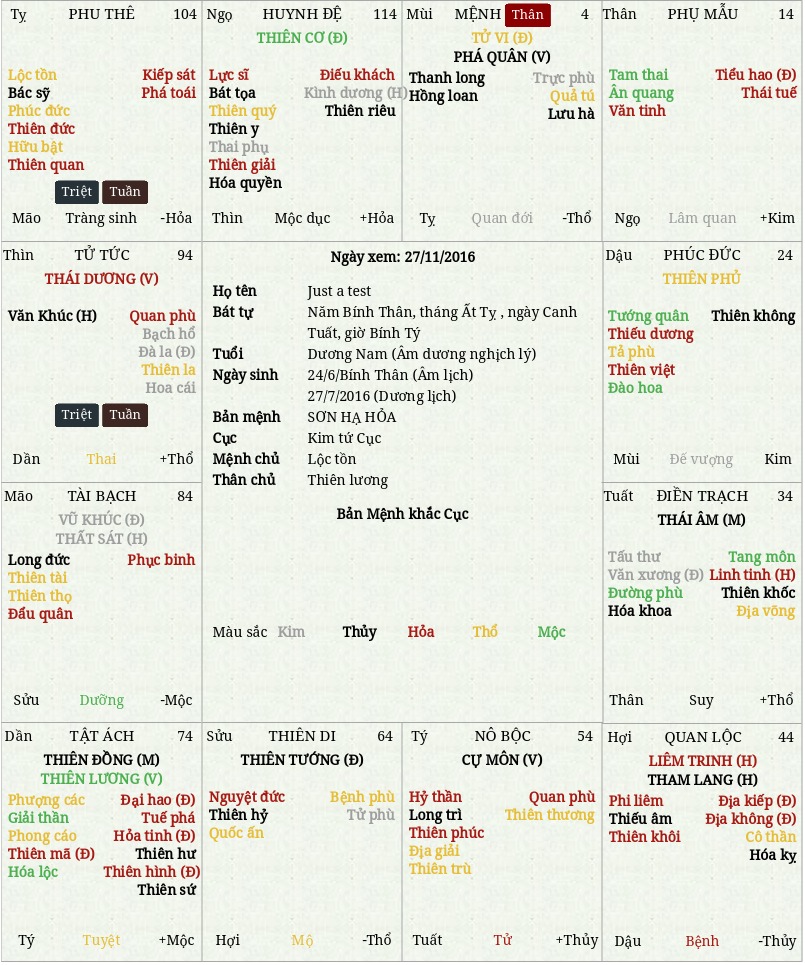 Tỵ PHU THÊ 104
Lộc tồn Kiếp sát
Bác sỹ Phá toái
Phúc đức
Thiên đức
Hữu bật
Thiên quan
Triệt Tuần
Mão Tràng sinh -Hỏa
Ngọ HUYNH ĐỆ 114
THIÊN CƠ (Đ)
Lực sĩ Điếu khách
Bát tọa Kình dương (H)
Thiên quý Thiên riêu
Thiên y
Thai phụ
Thiên giải
Hóa quyền
Thìn Mộc dục +Hỏa
Mùi MỆNH Thân 4
TỬ VI (Đ)
PHÁ QUÂN (V)
Thanh long Trực phù
Hồng loan Quả tú
Lưu hà
Tỵ Quan đới -Thổ
Thân PHỤ MẪU 14
Tam thai Tiểu hao (Đ)
Ân quang Thái tuế
Văn tinh
Ngọ Lâm quan +Kim
Thìn TỬ TỨC 94
THÁI DƯƠNG (V)
Văn Khúc (H) Quan phù
Bạch hổ
Đà la (Đ)
Thiên la
Hoa cái
Triệt Tuần
Dần Thai +Thổ
Ngày xem: 27/11/2016
Họ tên Just a test
Bát tự Năm Bính Thân, tháng Ất Tỵ , ngày Canh
Tuất, giờ Bính Tý
Tuổi Dương Nam (Âm dương nghịch lý)
Ngày sinh 24/6/Bính Thân (Âm lịch)
27/7/2016 (Dương lịch)
Bản mệnh SƠN HẠ HỎA
Cục Kim tứ Cục
Mệnh chủ Lộc tồn
Thân chủ Thiên lương
Bản Mệnh khắc Cục
Màu sắc Kim Thủy Hỏa Thổ Mộc
Dậu PHÚC ĐỨC 24
THIÊN PHỦ
Tướng quân Thiên không
Thiếu dương
Tả phù
Thiên việt
Đào hoa
Mùi Đế vượng Kim
Mão TÀI BẠCH 84
VŨ KHÚC (Đ)
THẤT SÁT (H)
Long đức Phục binh
Thiên tài
Thiên thọ
Đẩu quân
Sửu Dưỡng -Mộc
Tuất ĐIỀN TRẠCH 34
THÁI ÂM (M)
Tấu thư Tang môn
Văn xương (Đ) Linh tinh (H)
Đường phù Thiên khốc
Hóa khoa Địa võng
Thân Suy +Thổ
Dần TẬT ÁCH 74
THIÊN ĐỒNG (M)
THIÊN LƯƠNG (V)
Phượng các Đại hao (Đ)
Giải thần Tuế phá
Phong cáo Hỏa tinh (Đ)
Thiên mã (Đ) Thiên hư
Hóa lộc Thiên hình (Đ)
Thiên sứ
Tý Tuyệt +Mộc
Sửu THIÊN DI 64
THIÊN TƯỚNG (Đ)
Nguyệt đức Bệnh phù
Thiên hỷ Tử phù
Quốc ấn
Hợi Mộ -Thổ
Tý NÔ BỘC 54
CỰ MÔN (V)
Hỷ thần Quan phù
Long trì Thiên thương
Thiên phúc
Địa giải
Thiên trù
Tuất Tử +Thủy
Hợi QUAN LỘC 44
LIÊM TRINH (H)
THAM LANG (H)
Phi liêm Địa kiếp (Đ)
Thiếu âm Địa không (Đ)
Thiên khôi Cô thần
Hóa kỵ
Dậu Bệnh -Thủy